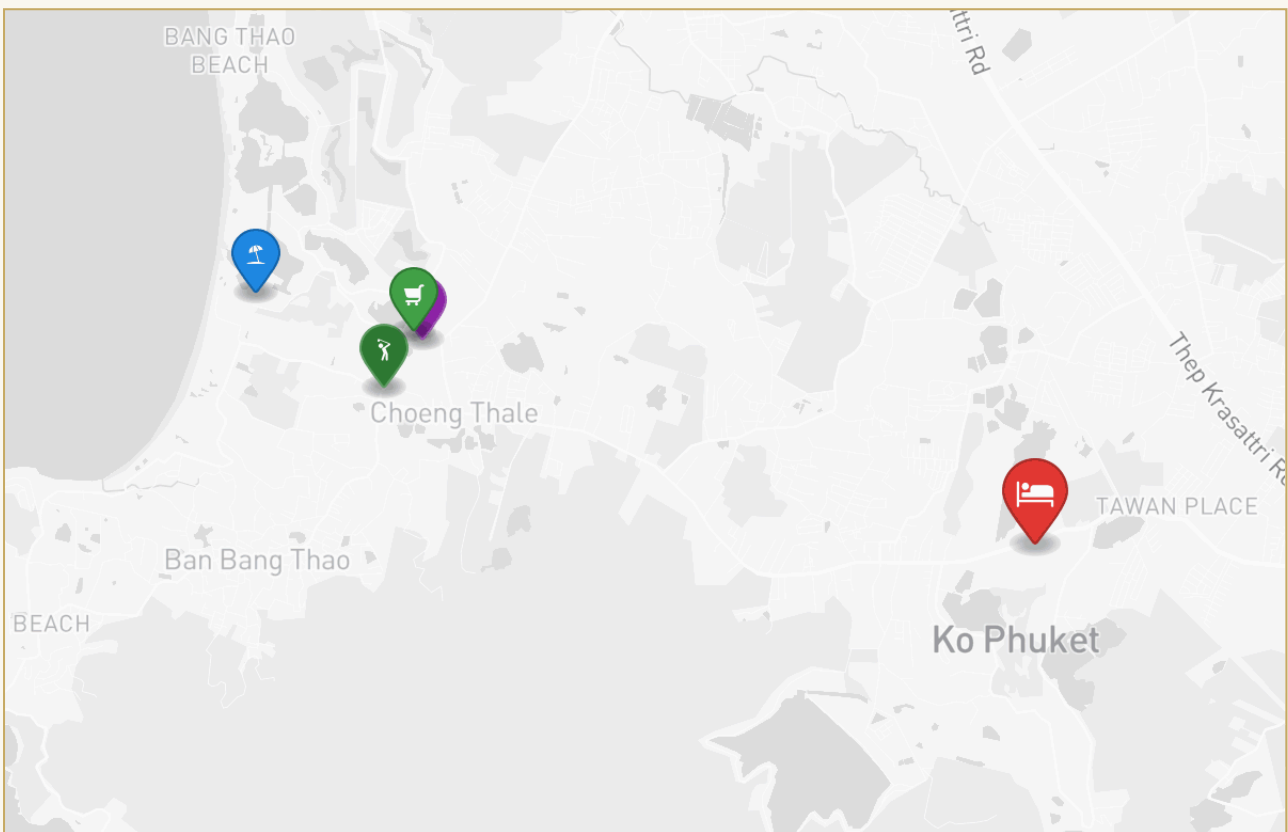 BANG THAO
BEACH
ttri Rd
Thep Krasattri R
Choeng Thale
TAWAN PLACE
Ban Bang Thao
BEACH
Ko Phuket